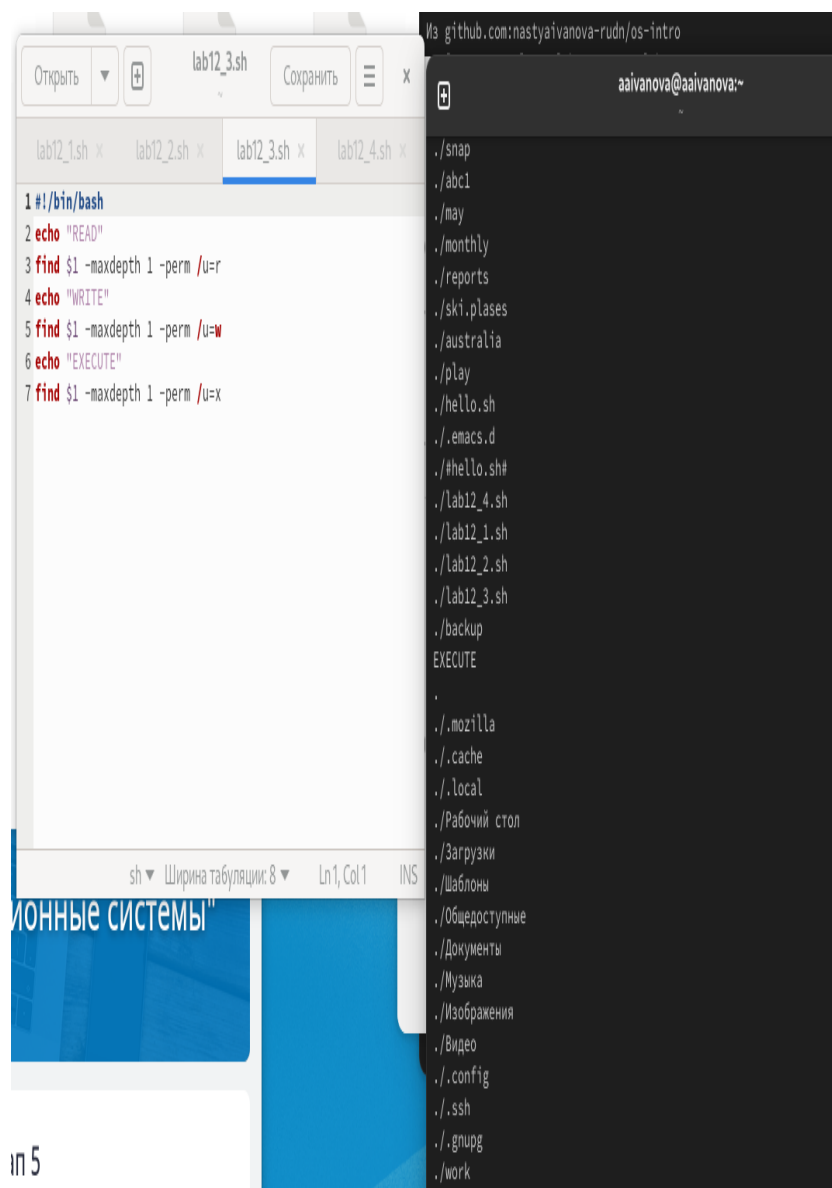 Из github.com:nastyaivanova-rudn/os-intro
Открыть
lab12_3.sh
~
Сохранить
lab12_1.sh ×
lab12_2.sh ×
lab12_3.sh ×
lab12_4.sh ×
1 #!/bin/bash
2 echo "READ"
3 find $1 -maxdepth 1 -perm /u=r
4 echo "WRITE"
5 find $1 -maxdepth 1 -perm /u=w
6 echo "EXECUTE"
7 find $1 -maxdepth 1 -perm /u=x
sh ▾ Ширина табуляции: 8 ▾ Ln 1, Col 1 INS
ионные системы"
ап 5
aaivanova@aaivanova:~
~
./snap
./abc1
./may
./monthly
./reports
./ski.plases
./australia
./play
./hello.sh
./.emacs.d
./#hello.sh#
./lab12_4.sh
./lab12_1.sh
./lab12_2.sh
./lab12_3.sh
./backup
EXECUTE
.
./.mozilla
./.cache
./.local
./Рабочий стол
./Загрузки
./Шаблоны
./Общедоступные
./Документы
./Музыка
./Изображения
./Видео
./.config
./.ssh
./.gnupg
./work